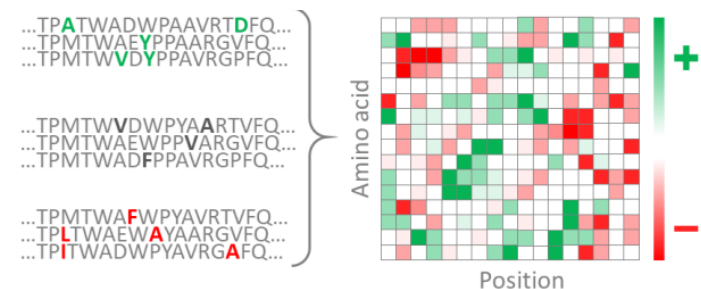 ...TPATWADWPAAVRTDFQ...
...TPMTWAEYPPAARGVFQ...
...TPMTWVDYPPAVRGPFQ...
...TPMTWVDWPYAARTVFQ...
...TPMTWAEWPPVARGVFQ...
...TPMTWADFPPAVRGPFQ...
...TPMTWAFWPYAVRTVFQ...
...TPLTWAEWAYAARGVFQ...
...TPITWADWPYAVRGAFQ...
Amino acid
Position
+
−